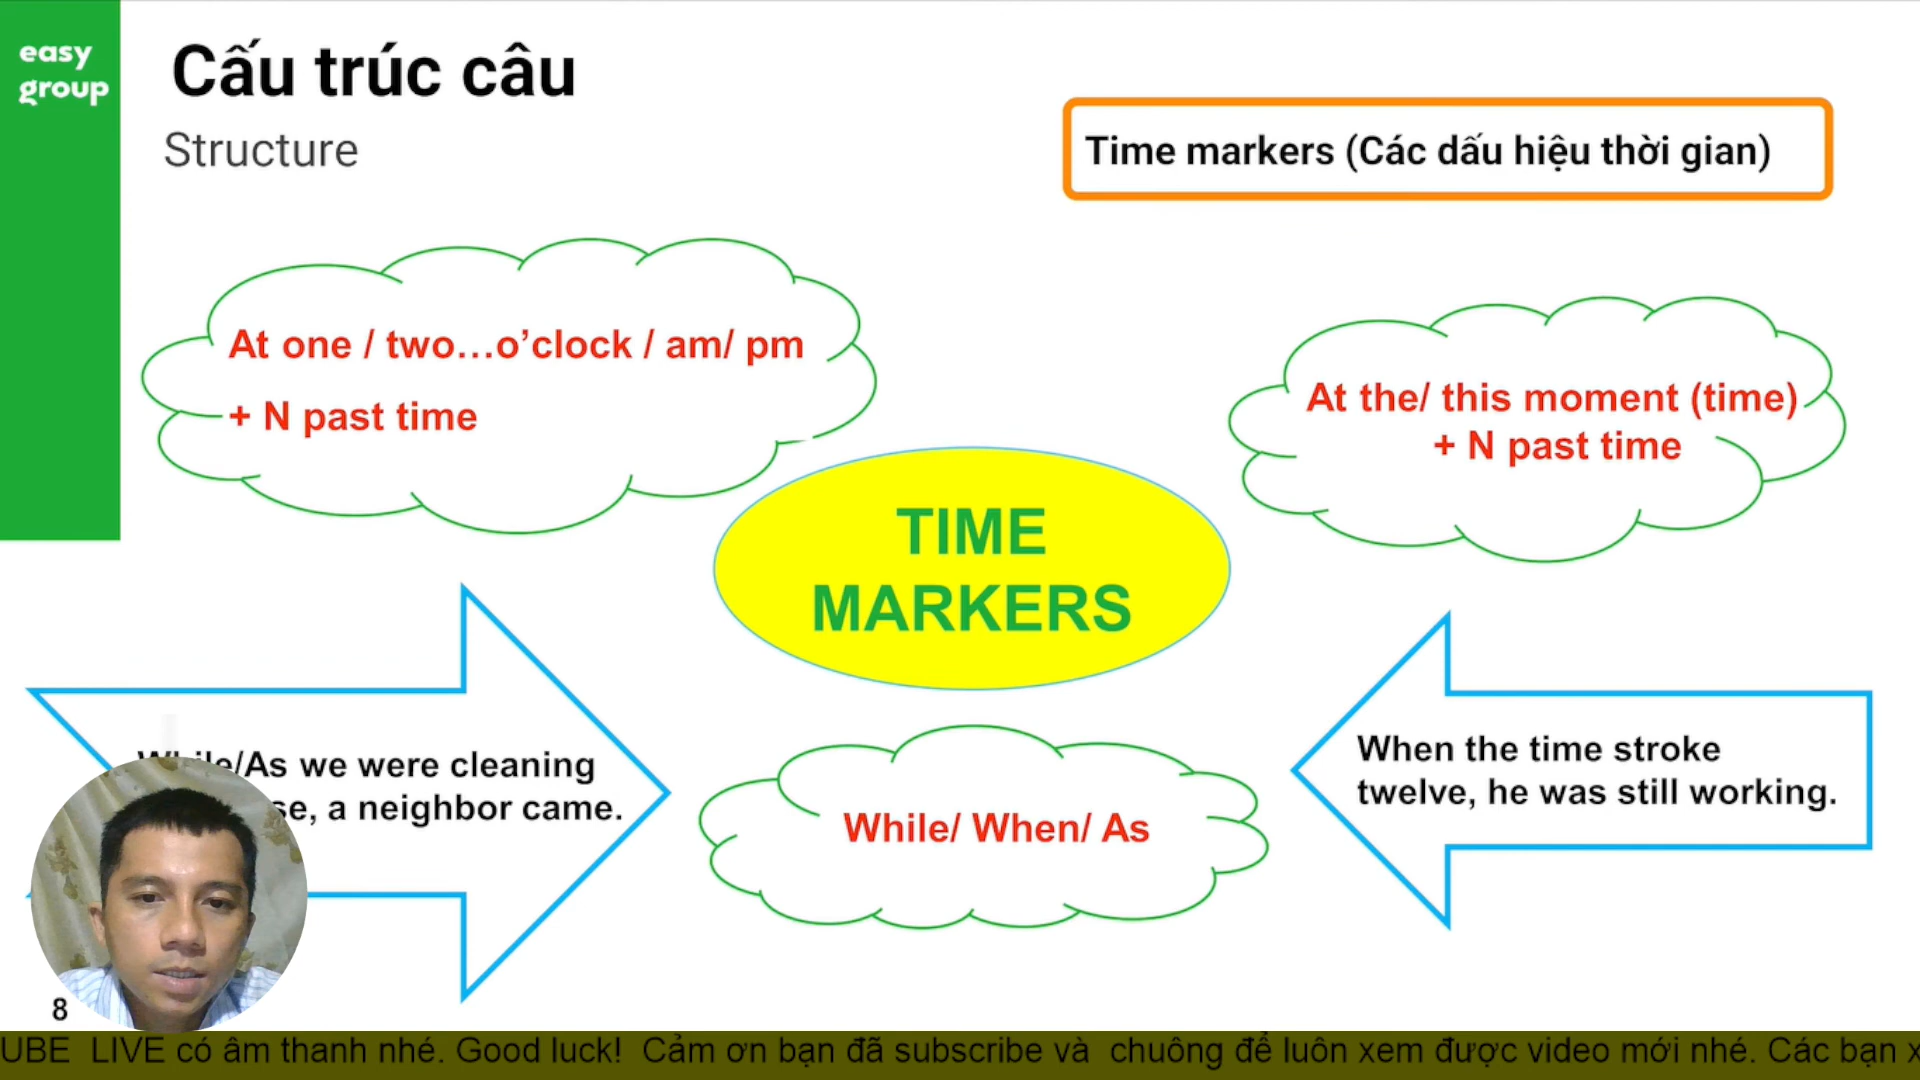 easy
group
Cấu trúc câu
Structure
Time markers (Các dấu hiệu thời gian)
At one / two...o’clock / am/ pm
+ N past time
At the/ this moment (time)
+ N past time
TIME
MARKERS
While/As we were cleaning
se, a neighbor came.
While/ When/ As
When the time stroke
twelve, he was still working.
8
UBE LIVE có âm thanh nhé. Good luck! Cảm ơn bạn đã subscribe và chuông để luôn xem được video mới nhé. Các bạn x